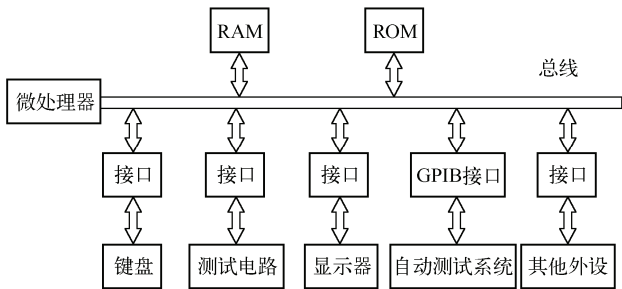 RAM
ROM
总线
微处理器
接口
接口
接口
GPIB接口
接口
键盘
测试电路
显示器
自动测试系统
其他外设